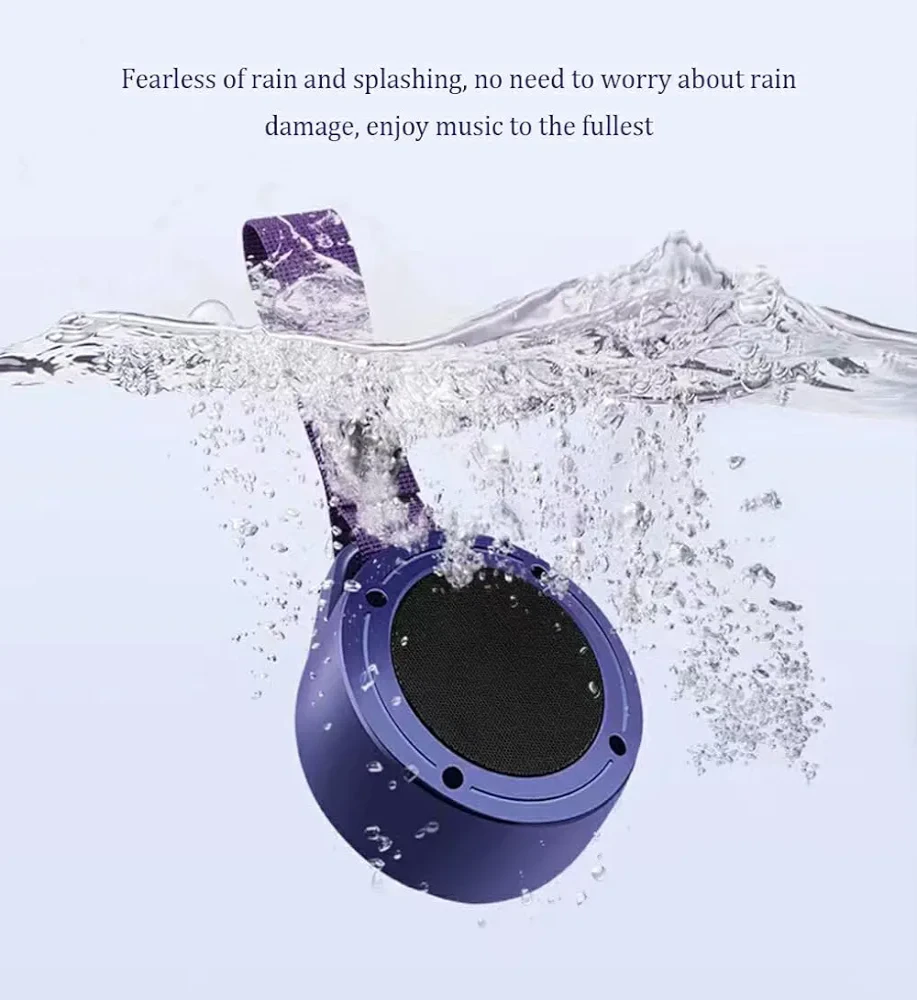 Fearless of rain and splashing, no need to worry about rain
damage, enjoy music to the fullest